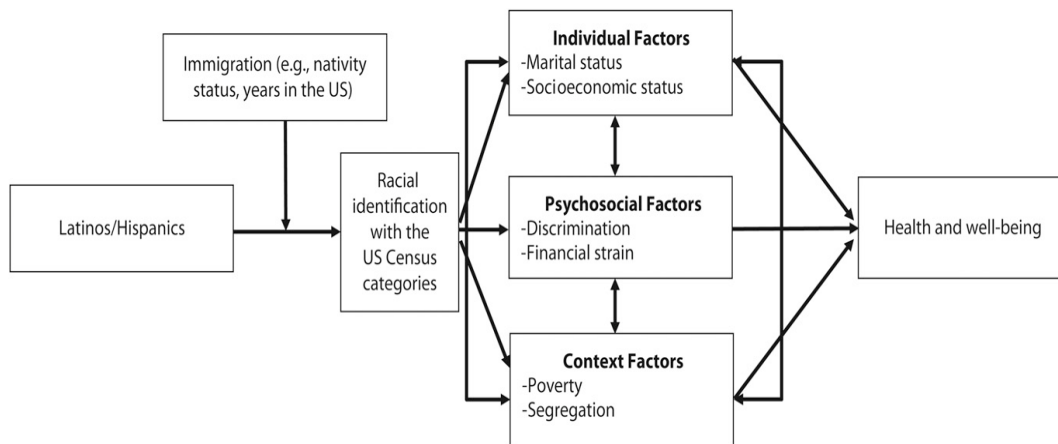 Immigration (e.g., nativity
status, years in the US)
Latinos/Hispanics
Racial
identification
with the
US Census
categories
Individual Factors
-Marital status
-Socioeconomic status
Psychosocial Factors
-Discrimination
-Financial strain
Context Factors
-Poverty
-Segregation
Health and well-being